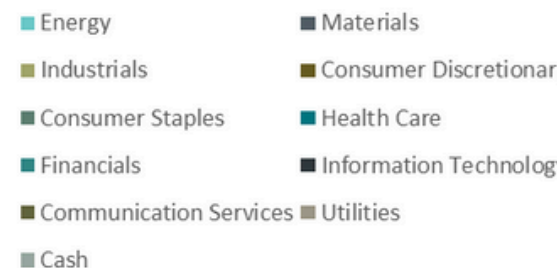 Energy Materials
Industrials Consumer Discretionar
Consumer Staples Health Care
Financials Information Technolog
Communication Services Utilities
Cash